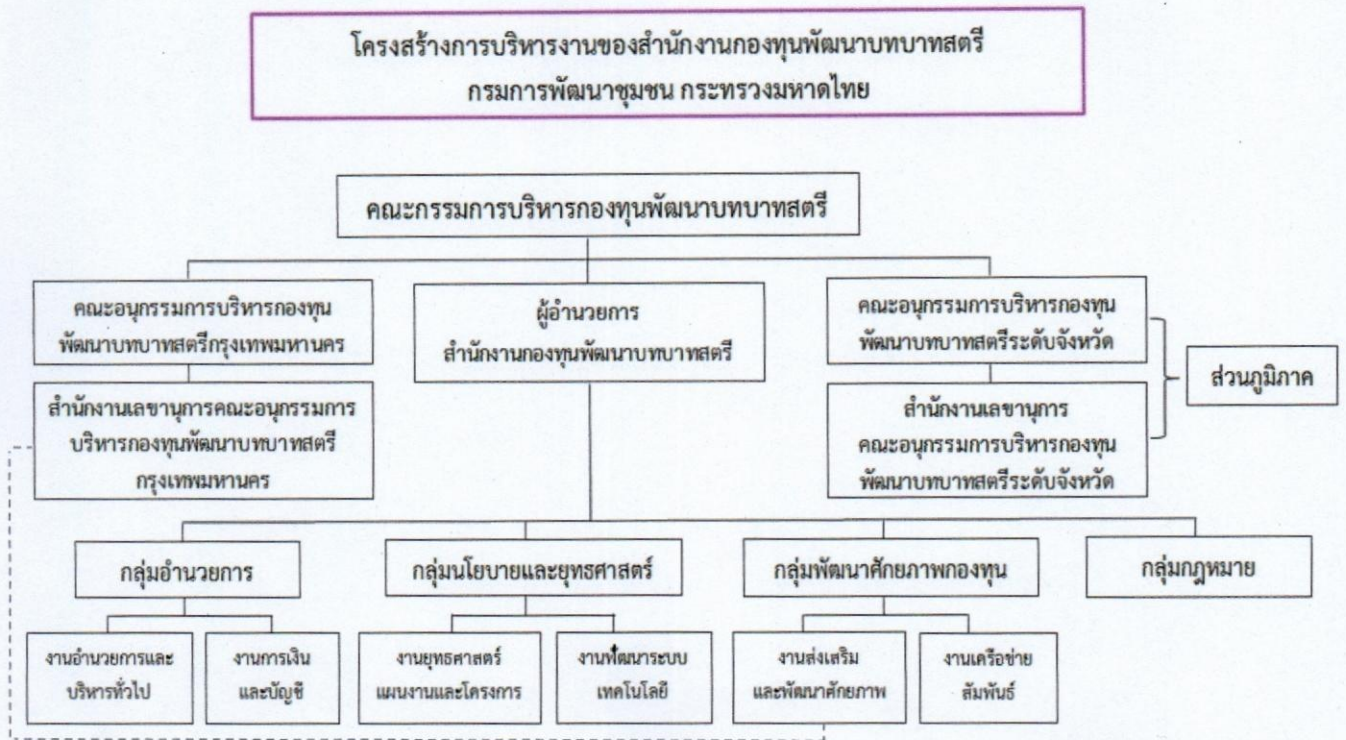 โครงสร้างการบริหารงานของสำนักงานกองทุนพัฒนาบทบาทสตรี
กรมการพัฒนาชุมชน กระทรวงมหาดไทย
คณะกรรมการบริหารกองทุนพัฒนาบทบาทสตรี
คณะอนุกรรมการบริหารกองทุน
พัฒนาบทบาทสตรีกรุงเทพมหานคร
ผู้อำนวยการ
สำนักงานกองทุนพัฒนาบทบาทสตรี
คณะอนุกรรมการบริหารกองทุน
พัฒนาบทบาทสตรีระดับจังหวัด
ส่วนภูมิภาค
สำนักงานเลขานุการคณะอนุกรรมการ
บริหารกองทุนพัฒนาบทบาทสตรี
กรุงเทพมหานคร
สำนักงานเลขานุการ
คณะอนุกรรมการบริหารกองทุน
พัฒนาบทบาทสตรีระดับจังหวัด
กลุ่มอำนวยการ
กลุ่มนโยบายและยุทธศาสตร์
กลุ่มพัฒนาศักยภาพกองทุน
กลุ่มกฎหมาย
งานอำนวยการและ
บริหารทั่วไป
งานการเงิน
และบัญชี
งานยุทธศาสตร์
แผนงานและโครงการ
งานพัฒนาระบบ
เทคโนโลยี
งานส่งเสริม
และพัฒนาศักยภาพ
งานเครือข่าย
สัมพันธ์